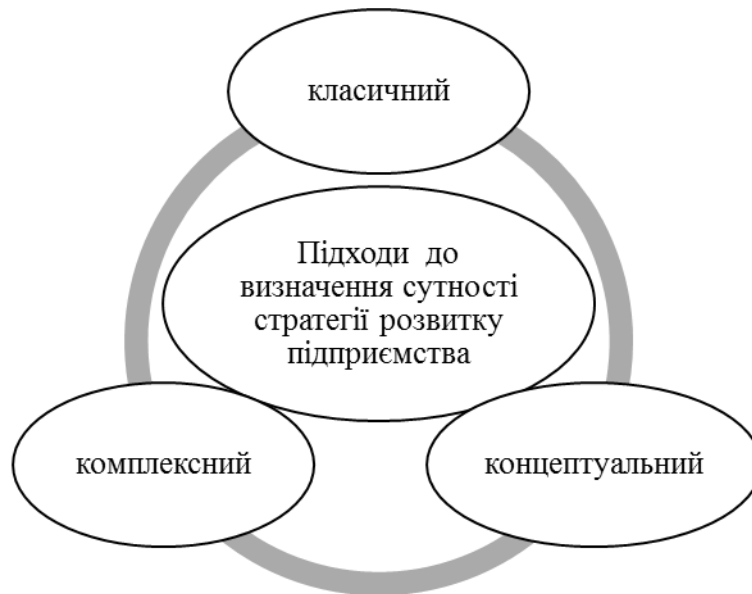 класичний
Підходи до
визначення сутності
стратегії розвитку
підприємства
комплексний
концептуальний